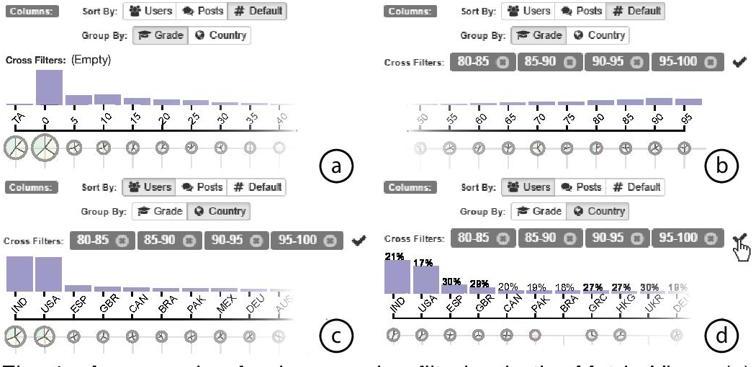 Columns: Sort By: Users Posts # Default
Group By: Grade Country
Cross Filters: (Empty)
TA 0 5 10 15 20 25 30 35 40
a
Columns: Sort By: Users Posts # Default
Group By: Grade Country
Cross Filters: 80-85 85-90 90-95 95-100
50 55 60 65 70 75 80 85 90 95
b
Columns: Sort By: Users Posts # Default
Group By: Grade Country
Cross Filters: 80-85 85-90 90-95 95-100
IND USA ESP GBR CAN BRA PAK MEX DEU AUS
c
Columns: Sort By: Users Posts # Default
Group By: Grade Country
Cross Filters: 80-85 85-90 90-95 95-100
21% 17% 30% 29% 20% 19% 18% 27% 27% 30% 19%
IND USA ESP GBR CAN PAK BRA GRC HKG UKR DEU
d